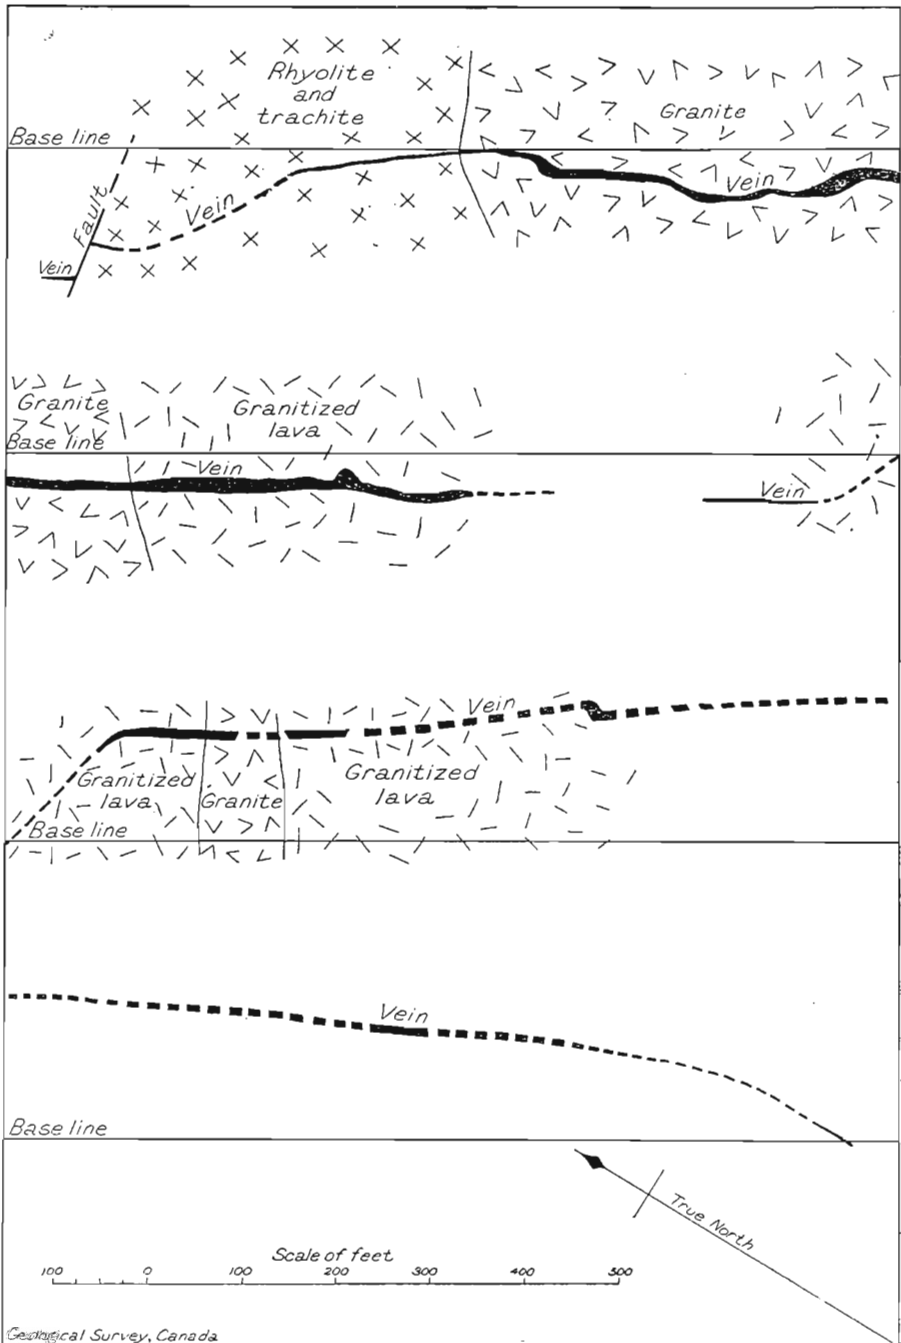 Rhyolite
and
trachite
Granite
Base line
Vein
Vein
Fault
Vein
Granite
Granitized
lava
Base line
Vein
Vein
Vein
Granitized
lava
Granite
Granitized
lava
Base line
Vein
Base line
True North
Scale of feet
100 0 100 200 300 400 500
Geological Survey, Canada